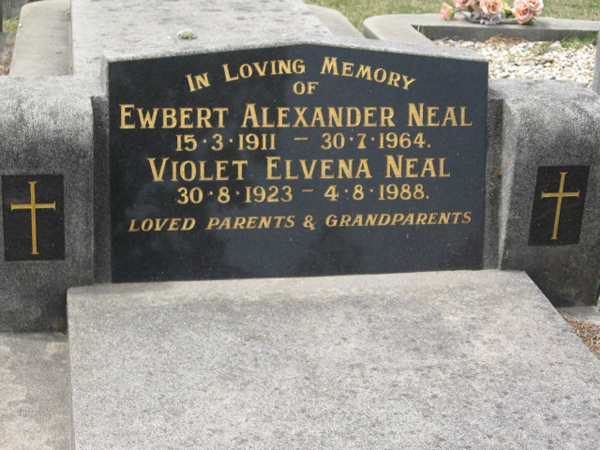 IN LOVING MEMORY
OF
EWBERT ALEXANDER NEAL
15·3·1911 — 30·7·1964.
VIOLET ELVENA NEAL
30·8·1923 — 4·8·1988.
LOVED PARENTS & GRANDPARENTS